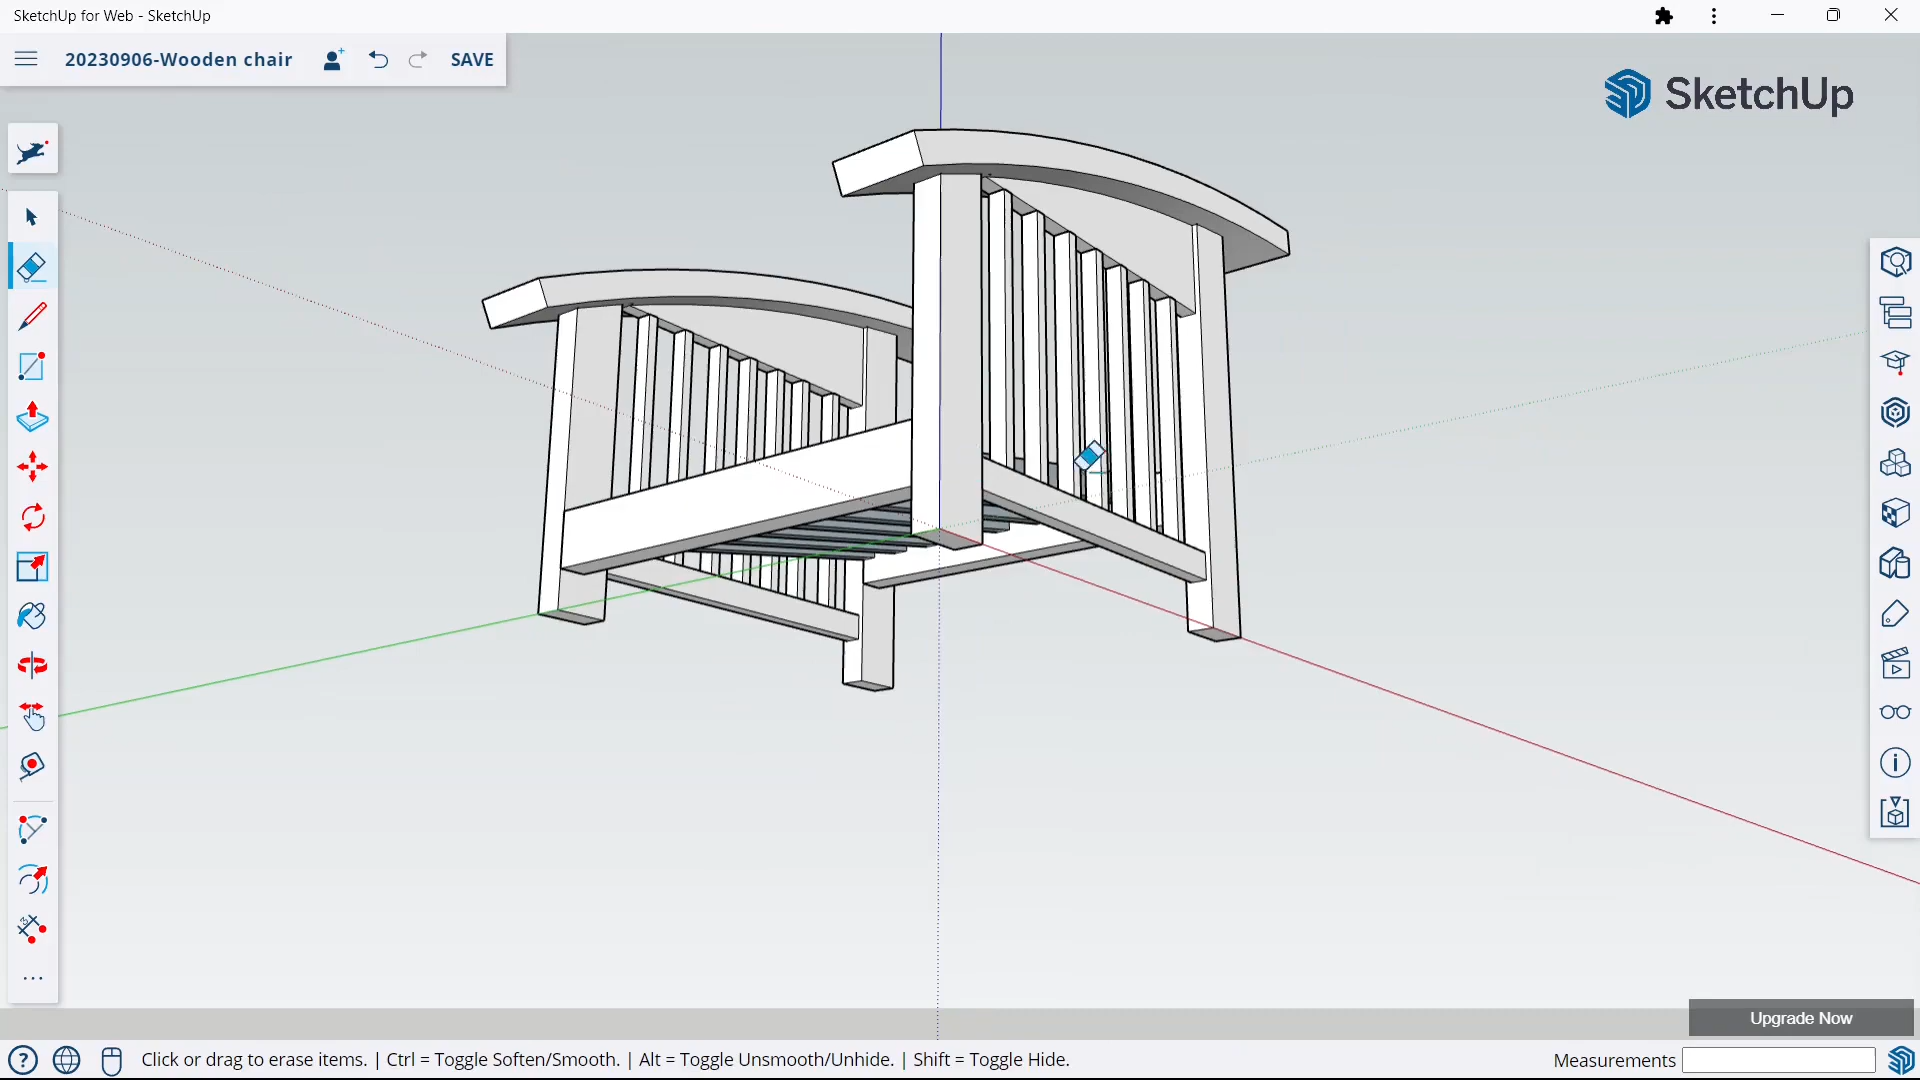 SketchUp for Web - SketchUp
20230906-Wooden chair
SAVE
SketchUp
Upgrade Now
Click or drag to erase items. | Ctrl = Toggle Soften/Smooth. | Alt = Toggle Unsmooth/Unhide. | Shift = Toggle Hide.
Measurements